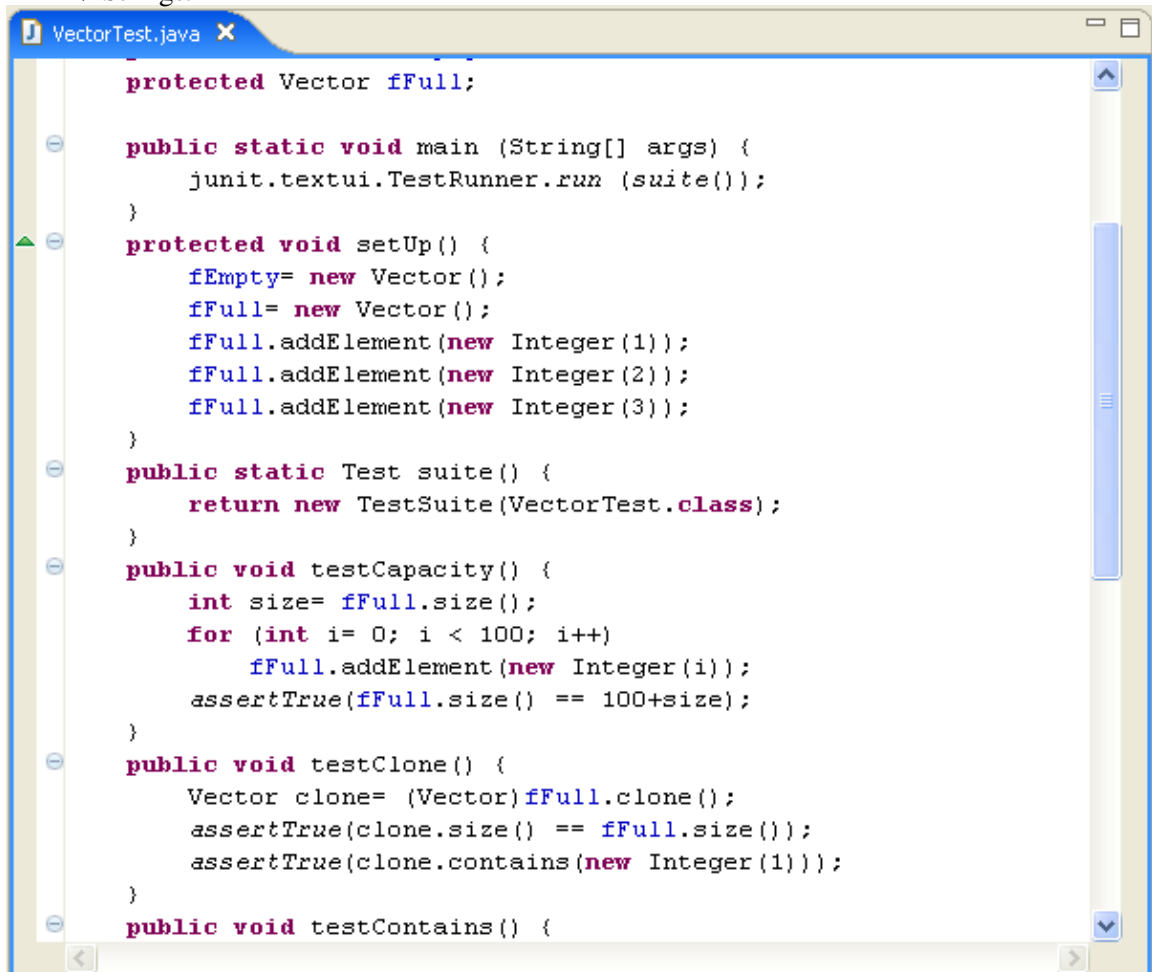 VectorTest.java
protected Vector fFull;
public static void main (String[] args) {
junit.textui.TestRunner.run (suite());
}
protected void setUp() {
fEmpty= new Vector();
fFull= new Vector();
fFull.addElement(new Integer(1));
fFull.addElement(new Integer(2));
fFull.addElement(new Integer(3));
}
public static Test suite() {
return new TestSuite(VectorTest.class);
}
public void testCapacity() {
int size= fFull.size();
for (int i= 0; i < 100; i++)
fFull.addElement(new Integer(i));
assertTrue(fFull.size() == 100+size);
}
public void testClone() {
Vector clone= (Vector)fFull.clone();
assertTrue(clone.size() == fFull.size());
assertTrue(clone.contains(new Integer(1)));
}
public void testContains() {